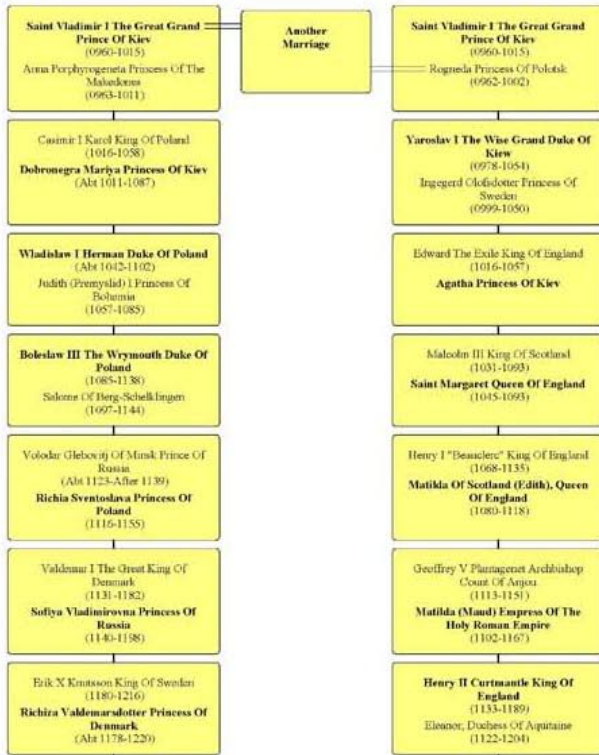 Saint Vladimir I The Great Grand
Prince Of Kiev
(0960-1015)
Anna Porphyrogeneta Princess Of The
Makedones
(0963-1011)
Another
Marriage
Saint Vladimir I The Great Grand
Prince Of Kiev
(0960-1015)
Rogneda Princess Of Polotsk
(0962-1002)
Casimir I Karol King Of Poland
(1016-1058)
Dobronegra Mariya Princess Of Kiev
(Abt 1011-1087)
Yaroslav I The Wise Grand Duke Of
Kiew
(0978-1054)
Ingegerd Olofsdotter Princess Of
Sweden
(0999-1050)
Wladislaw I Herman Duke Of Poland
(Abt 1042-1102)
Judith (Premyslid) I Princess Of
Bohemia
(1057-1085)
Edward The Exile King Of England
(1016-1057)
Agatha Princess Of Kiev
Boleslaw III The Wrymouth Duke Of
Poland
(1085-1138)
Salome Of Berg-Schelklingen
(1097-1144)
Malcolm III King Of Scotland
(1031-1093)
Saint Margaret Queen Of England
(1045-1093)
Volodar Glebovitj Of Minsk Prince Of
Russia
(Abt 1123-After 1139)
Richia Sventoslava Princess Of
Poland
(1116-1155)
Henry I "Beauclerc" King Of England
(1068-1135)
Matilda Of Scotland (Edith), Queen
Of England
(1080-1118)
Valdemar I The Great King Of
Denmark
(1131-1182)
Sofiya Vladimirovna Princess Of
Russia
(1140-1198)
Geoffrey V Plantagenet Archbishop
Count Of Anjou
(1113-1151)
Matilda (Maud) Empress Of The
Holy Roman Empire
(1102-1167)
Erik X Knutsson King Of Sweden
(1180-1216)
Richiza Valdemarsdotter Princess Of
Denmark
(Abt 1178-1220)
Henry II Curtmantle King Of
England
(1133-1189)
Eleanor, Duchess Of Aquitaine
(1122-1204)